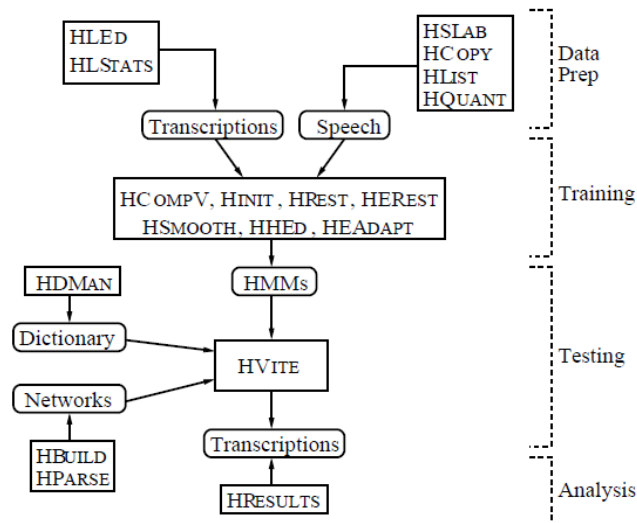 HLED
HLSTATS
HSLAB
HCOPY
HLIST
HQUANT
Data
Prep
Transcriptions
Speech
HCOMPV, HINIT, HREST, HEREST
HSMOOTH, HHED, HEADAPT
Training
HMMs
HDMAN
Dictionary
HVITE
Testing
Networks
HBUILD
HPARSE
Transcriptions
HRESULTS
Analysis